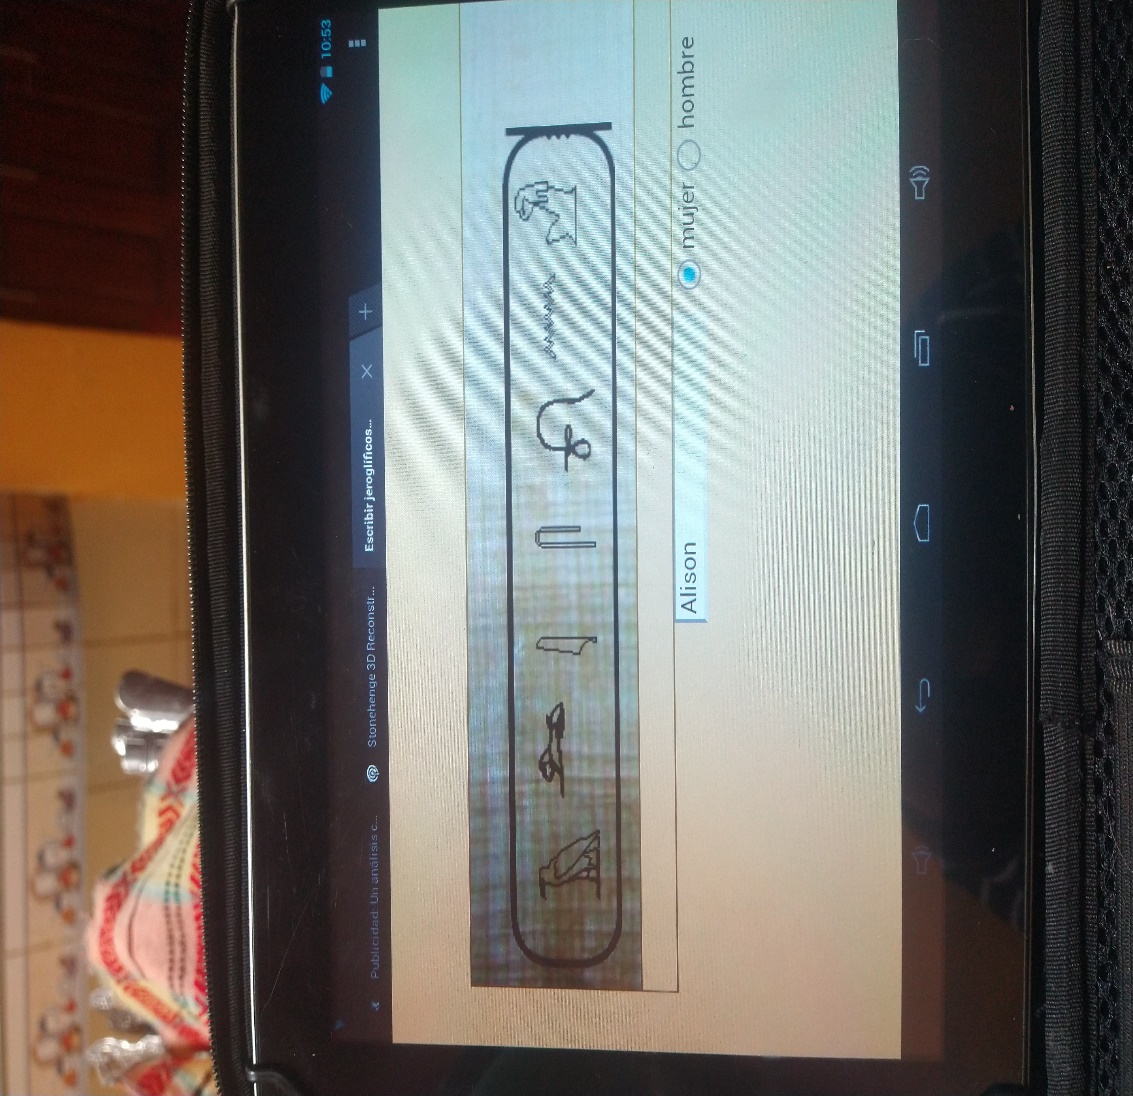 10:53
Publicidad: Un análisis c...
Stonehenge 3D Reconstr...
Escribir jeroglíficos...
Alison
mujer
hombre